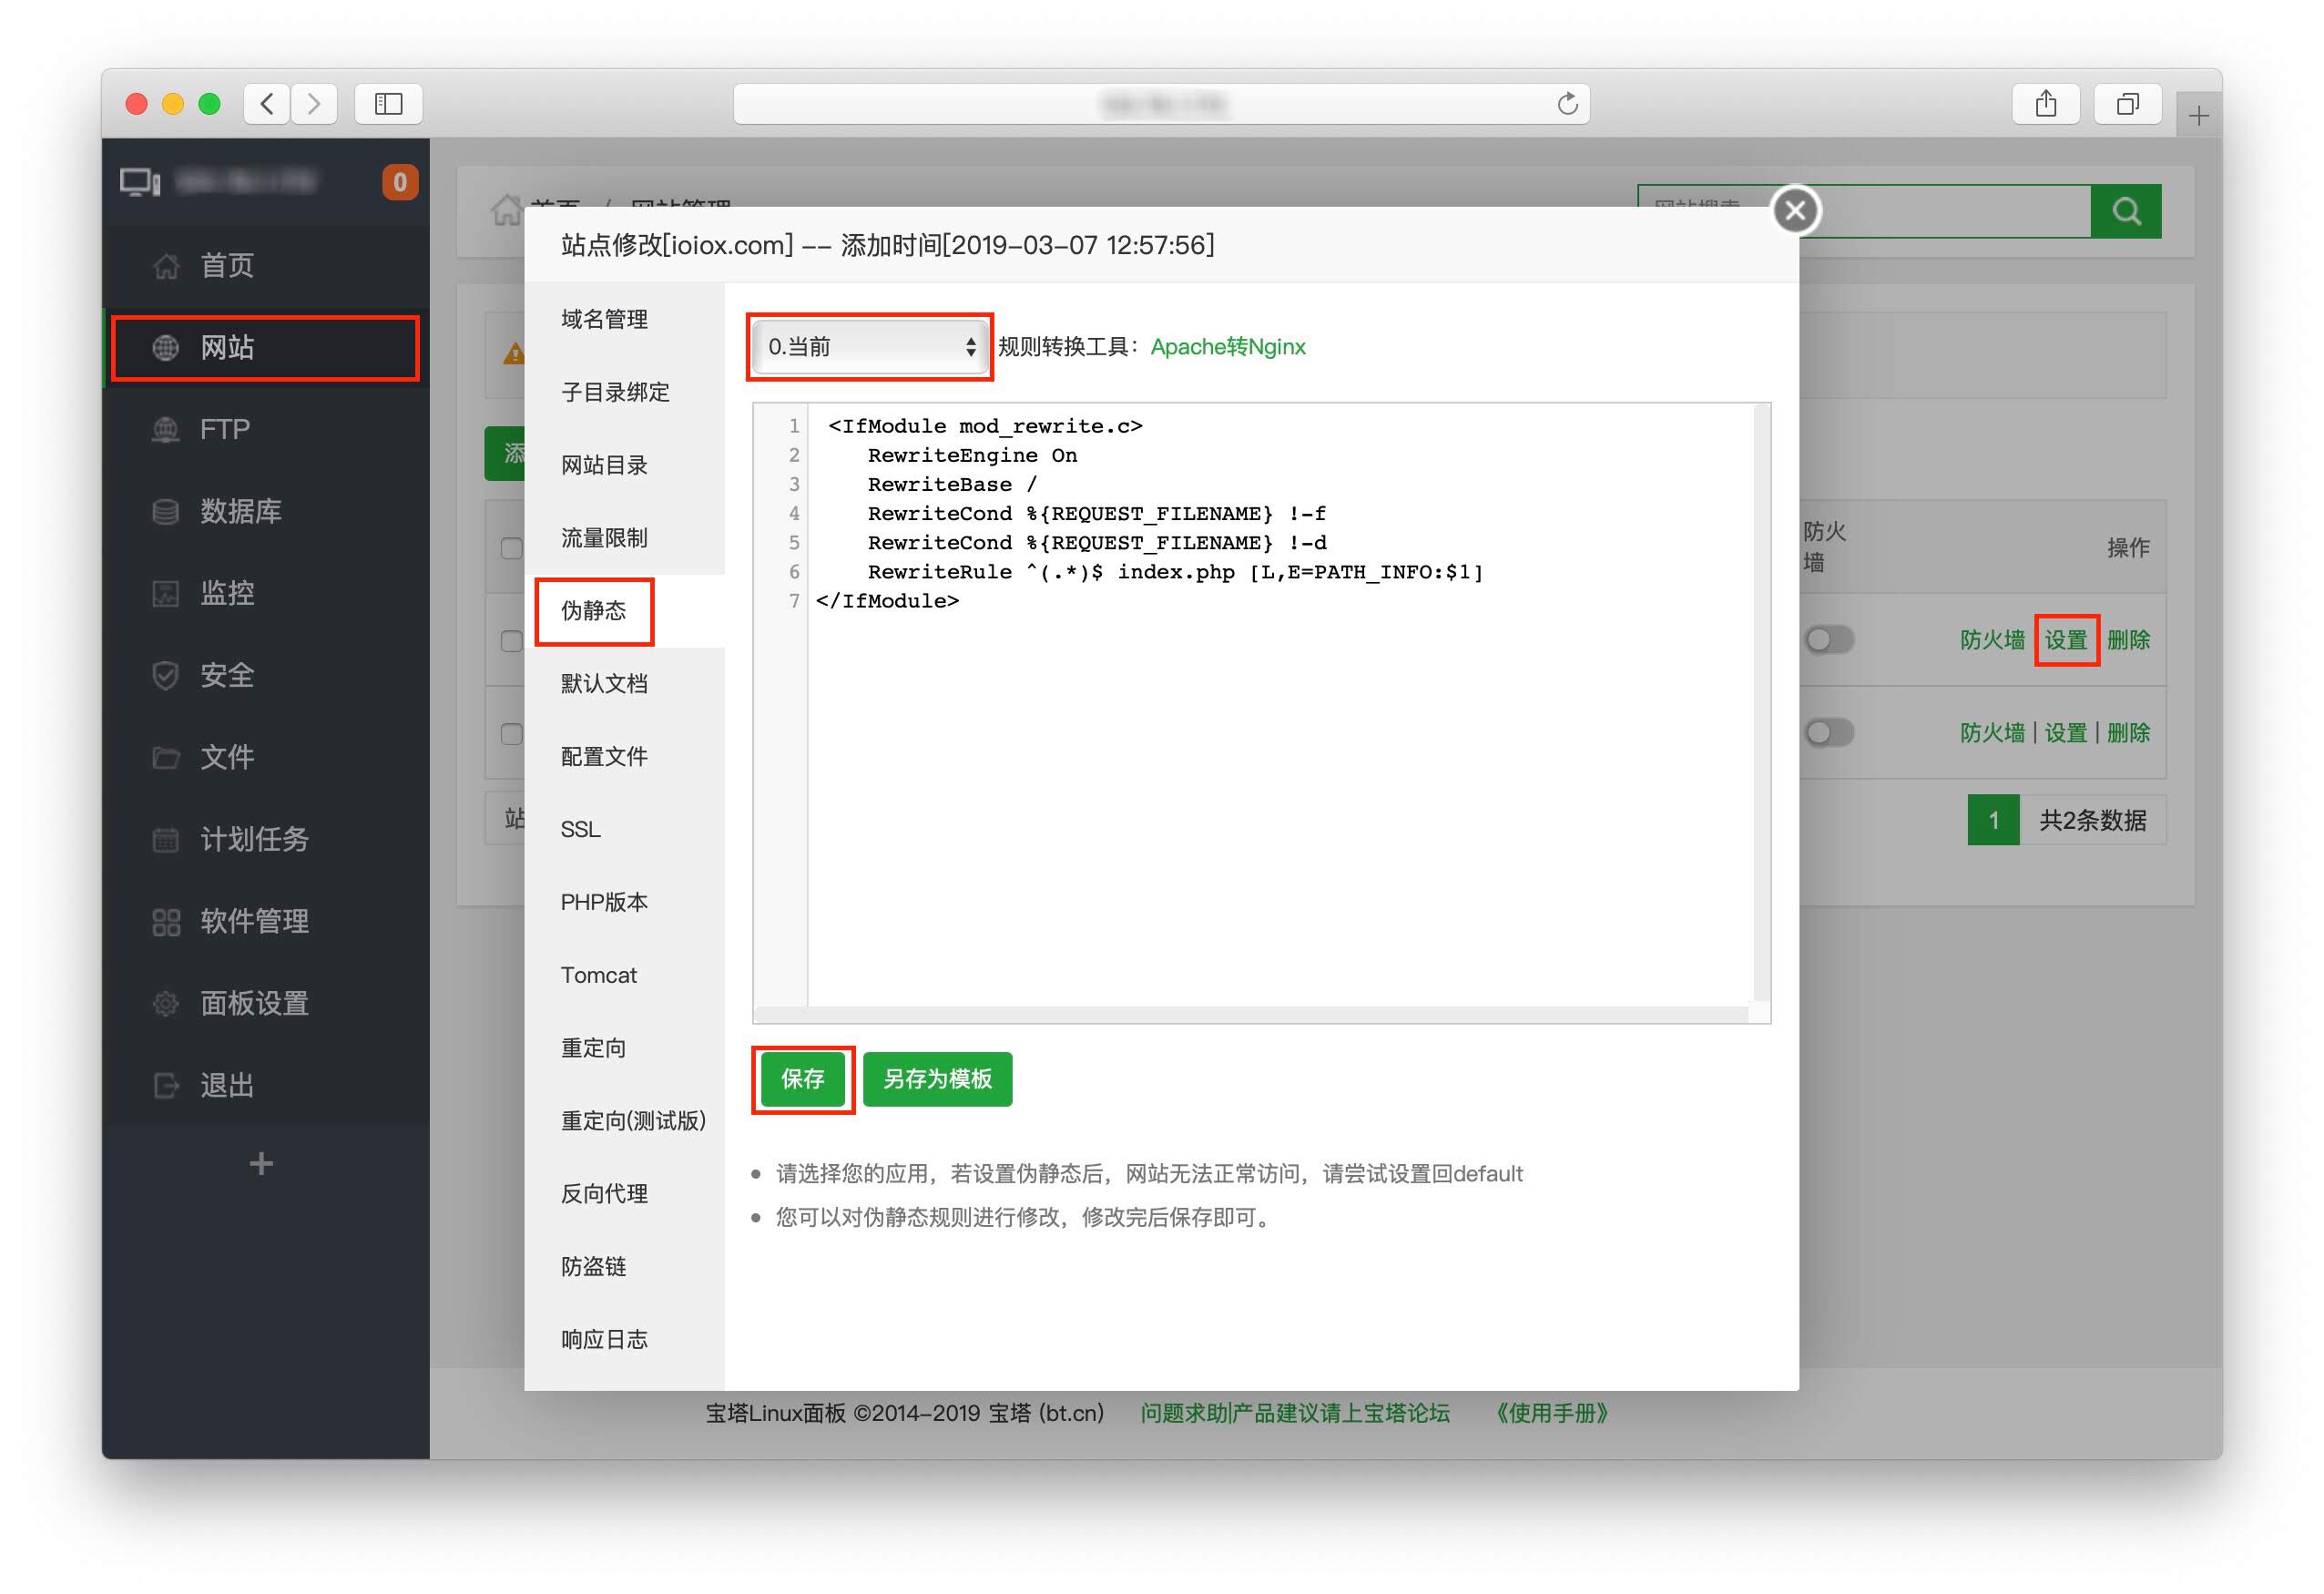 0
首页
网站
FTP
数据库
监控
安全
文件
计划任务
软件管理
面板设置
退出
首页 / 网站管理
网站搜索
站点修改[ioiox.com] -- 添加时间[2019-03-07 12:57:56]
域名管理
子目录绑定
网站目录
流量限制
伪静态
默认文档
配置文件
SSL
PHP版本
Tomcat
重定向
重定向(测试版)
反向代理
防盗链
响应日志
0.当前
规则转换工具：Apache转Nginx
1 <IfModule mod_rewrite.c>
2 RewriteEngine On
3 RewriteBase /
4 RewriteCond %{REQUEST_FILENAME} !-f
5 RewriteCond %{REQUEST_FILENAME} !-d
6 RewriteRule ^(.*)$ index.php [L,E=PATH_INFO:$1]
7 </IfModule>
保存
另存为模板
请选择您的应用，若设置伪静态后，网站无法正常访问，请尝试设置回default
您可以对伪静态规则进行修改，修改完后保存即可。
添
站
防火
墙
操作
防火墙 设置 删除
防火墙 | 设置 | 删除
1 共2条数据
宝塔Linux面板 ©2014-2019 宝塔 (bt.cn) 问题求助|产品建议请上宝塔论坛 《使用手册》